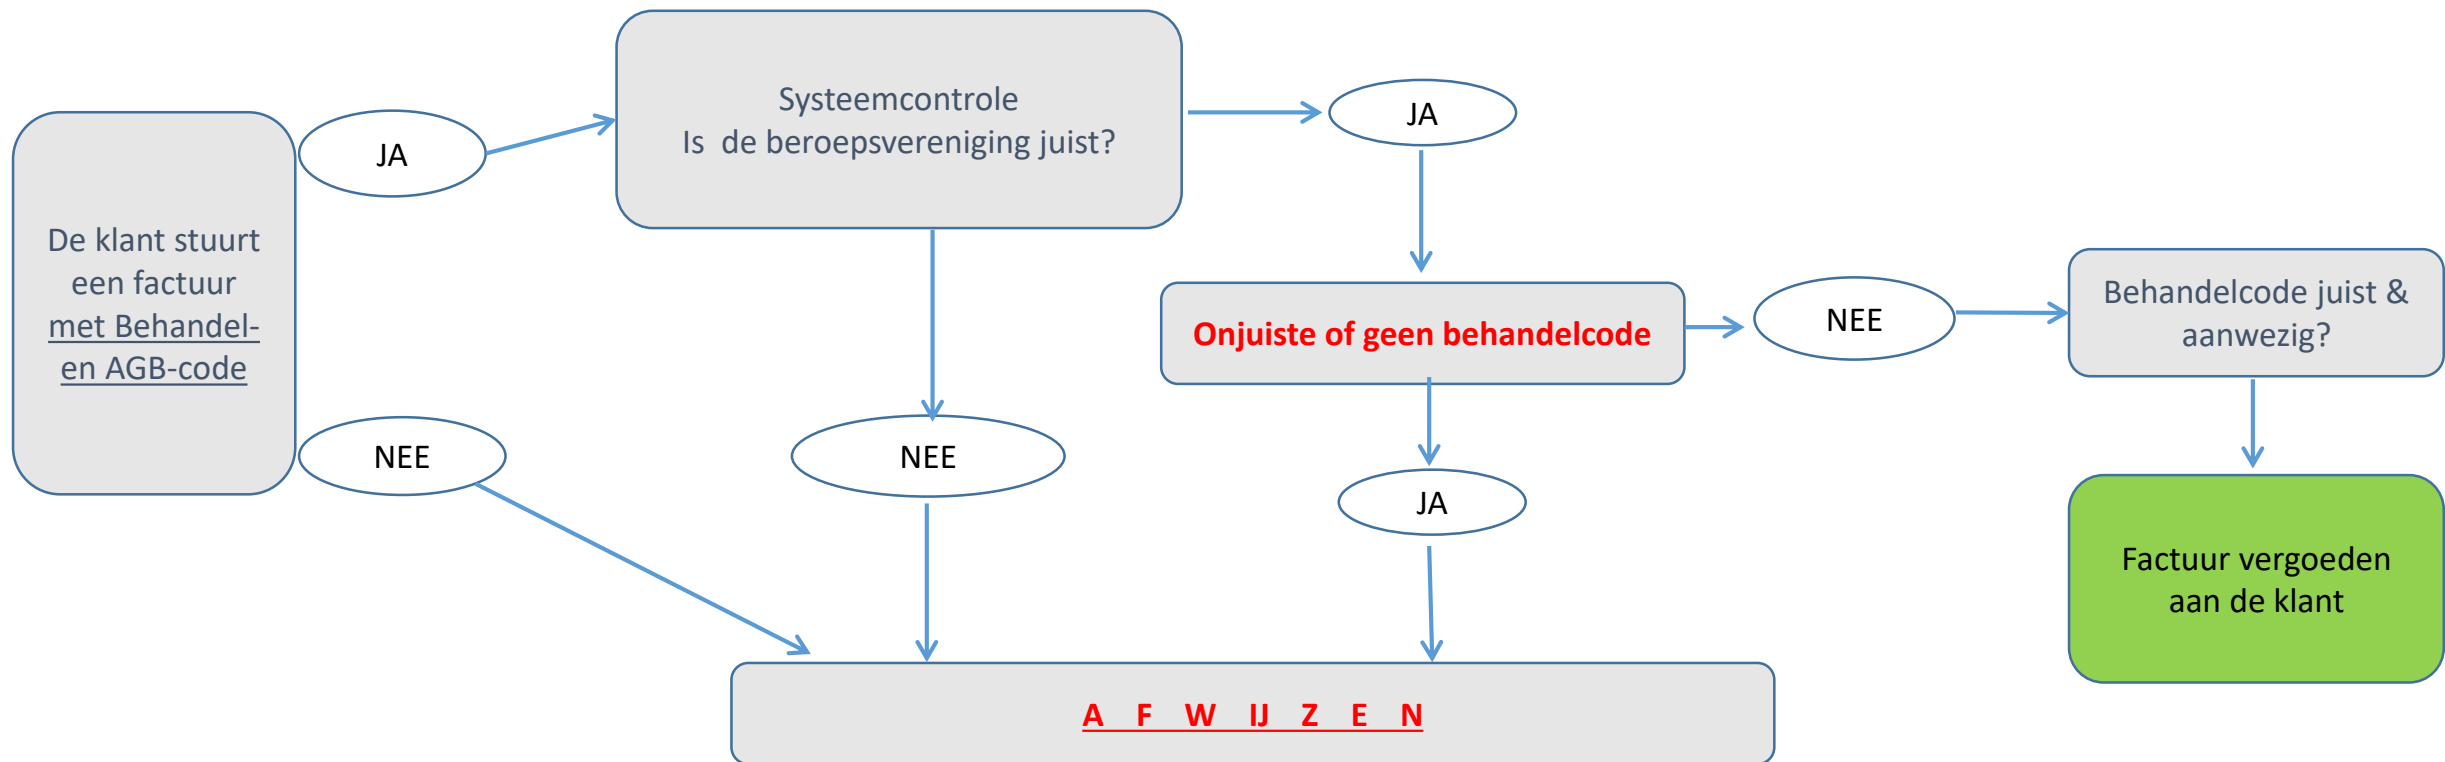 De klant stuurt
een factuur
met Behandel-
en AGB-code
JA
NEE
Systeemcontrole
Is  de beroepsvereniging juist?
NEE
JA
Onjuiste of geen behandelcode
JA
NEE
Behandelcode juist &
aanwezig?
Factuur vergoeden
aan de klant
A F W IJ Z E N